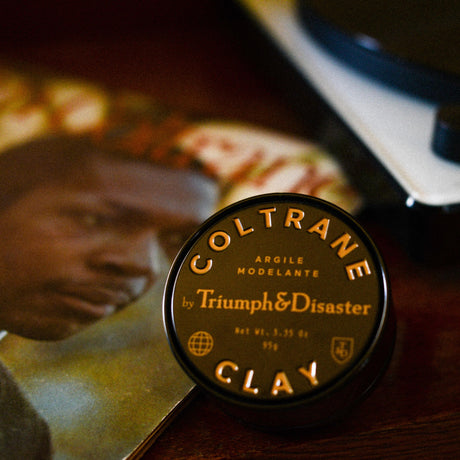 COLTRANE
ARGILE
MODELANTE
by Triumph & Disaster
Net Wt. 3.35 Oz
95g
T&D
CLAY